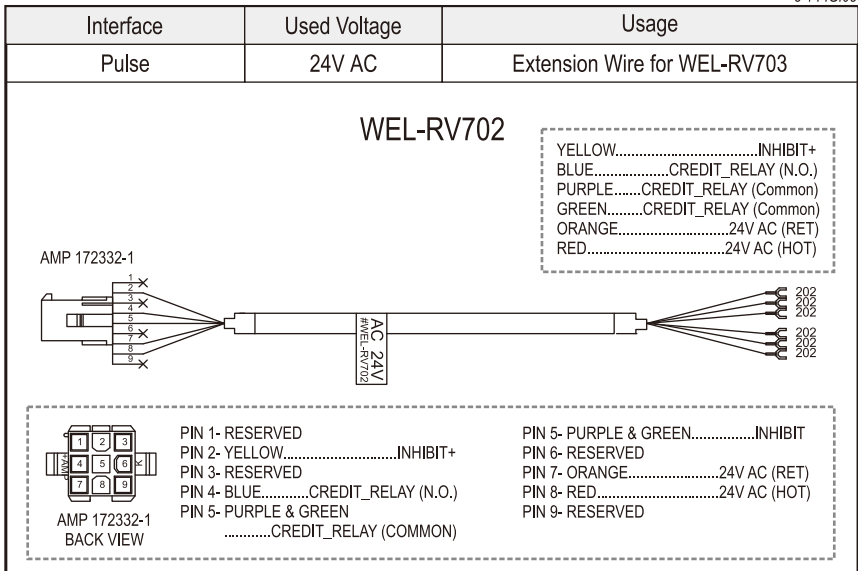 Interface Used Voltage Usage
Pulse 24V AC Extension Wire for WEL-RV703
WEL-RV702
YELLOW..............................INHIBIT+
BLUE................CREDIT_RELAY (N.O.)
PURPLE......CREDIT_RELAY (Common)
GREEN........CREDIT_RELAY (Common)
ORANGE.......................24V AC (RET)
RED..............................24V AC (HOT)
AMP 172332-1
1
2
3
4
5
6
7
8
9
AC 24V
#WEL-RV702
202
202
202
202
202
202
1 2 3
4 5 6
7 8 9
AMP
K
AMP 172332-1
BACK VIEW
PIN 1- RESERVED
PIN 2- YELLOW.................INHIBIT+
PIN 3- RESERVED
PIN 4- BLUE..........CREDIT_RELAY (N.O.)
PIN 5- PURPLE & GREEN
..........CREDIT_RELAY (COMMON)
PIN 5- PURPLE & GREEN..............INHIBIT
PIN 6- RESERVED
PIN 7- ORANGE...............24V AC (RET)
PIN 8- RED......................24V AC (HOT)
PIN 9- RESERVED